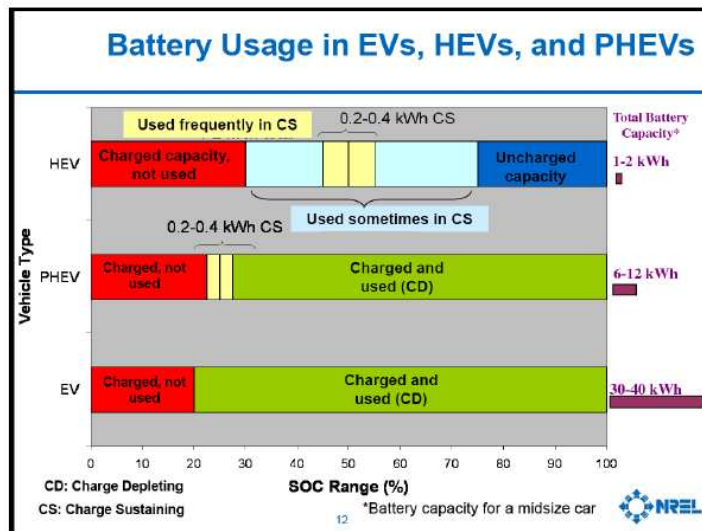 Battery Usage in EVs, HEVs, and PHEVs
Used frequently in CS
0.2-0.4 kWh CS
Total Battery
Capacity*
HEV
Charged capacity,
not used
Uncharged
capacity
1-2 kWh
Used sometimes in CS
0.2-0.4 kWh CS
Vehicle Type
PHEV
Charged, not
used
Charged and
used (CD)
6-12 kWh
EV
Charged, not
used
Charged and
used (CD)
30-40 kWh
0 10 20 30 40 50 60 70 80 90 100
CD: Charge Depleting
SOC Range (%)
CS: Charge Sustaining
12
*Battery capacity for a midsize car
NREL